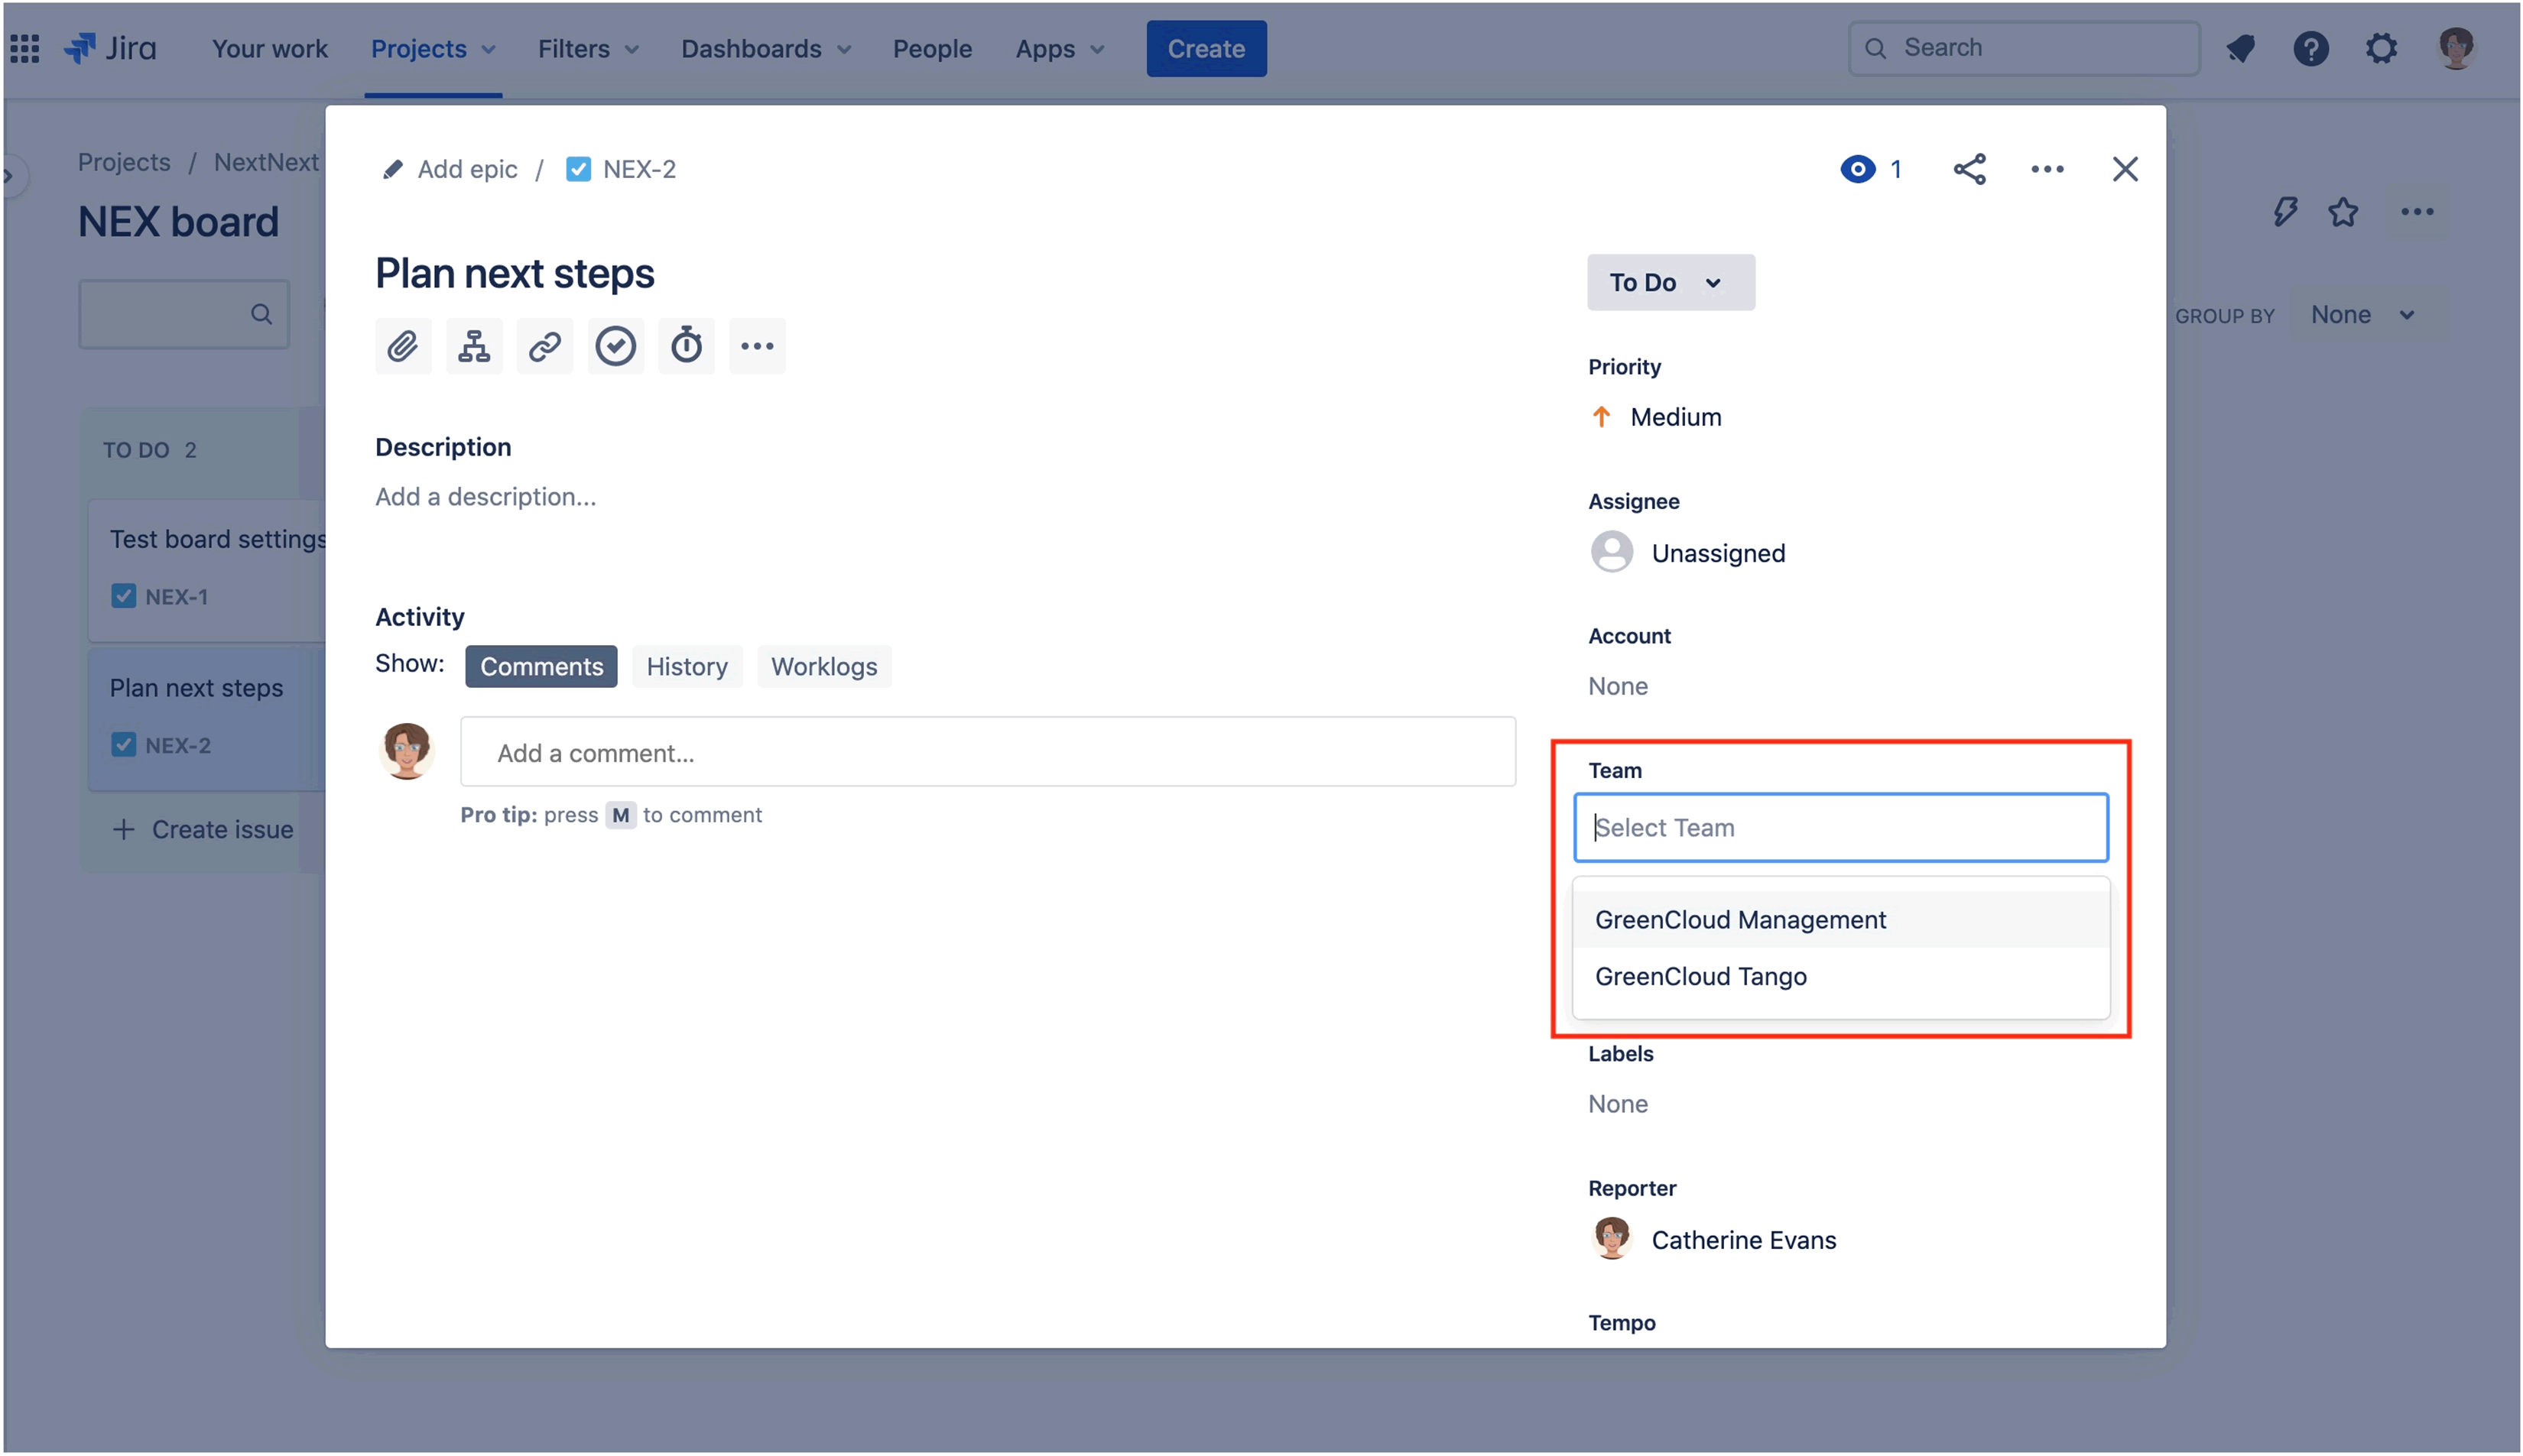 Jira Your work Projects Filters Dashboards People Apps Create Search
Projects / NextNext
NEX board
GROUP BY None
TO DO 2
Test board settings
NEX-1
Plan next steps
NEX-2
Create issue
Add epic / NEX-2
1
Plan next steps
Description
Add a description...
Activity
Show: Comments History Worklogs
Add a comment...
Pro tip: press M to comment
To Do
Priority
Medium
Assignee
Unassigned
Account
None
Team
Select Team
GreenCloud Management
GreenCloud Tango
Labels
None
Reporter
Catherine Evans
Tempo